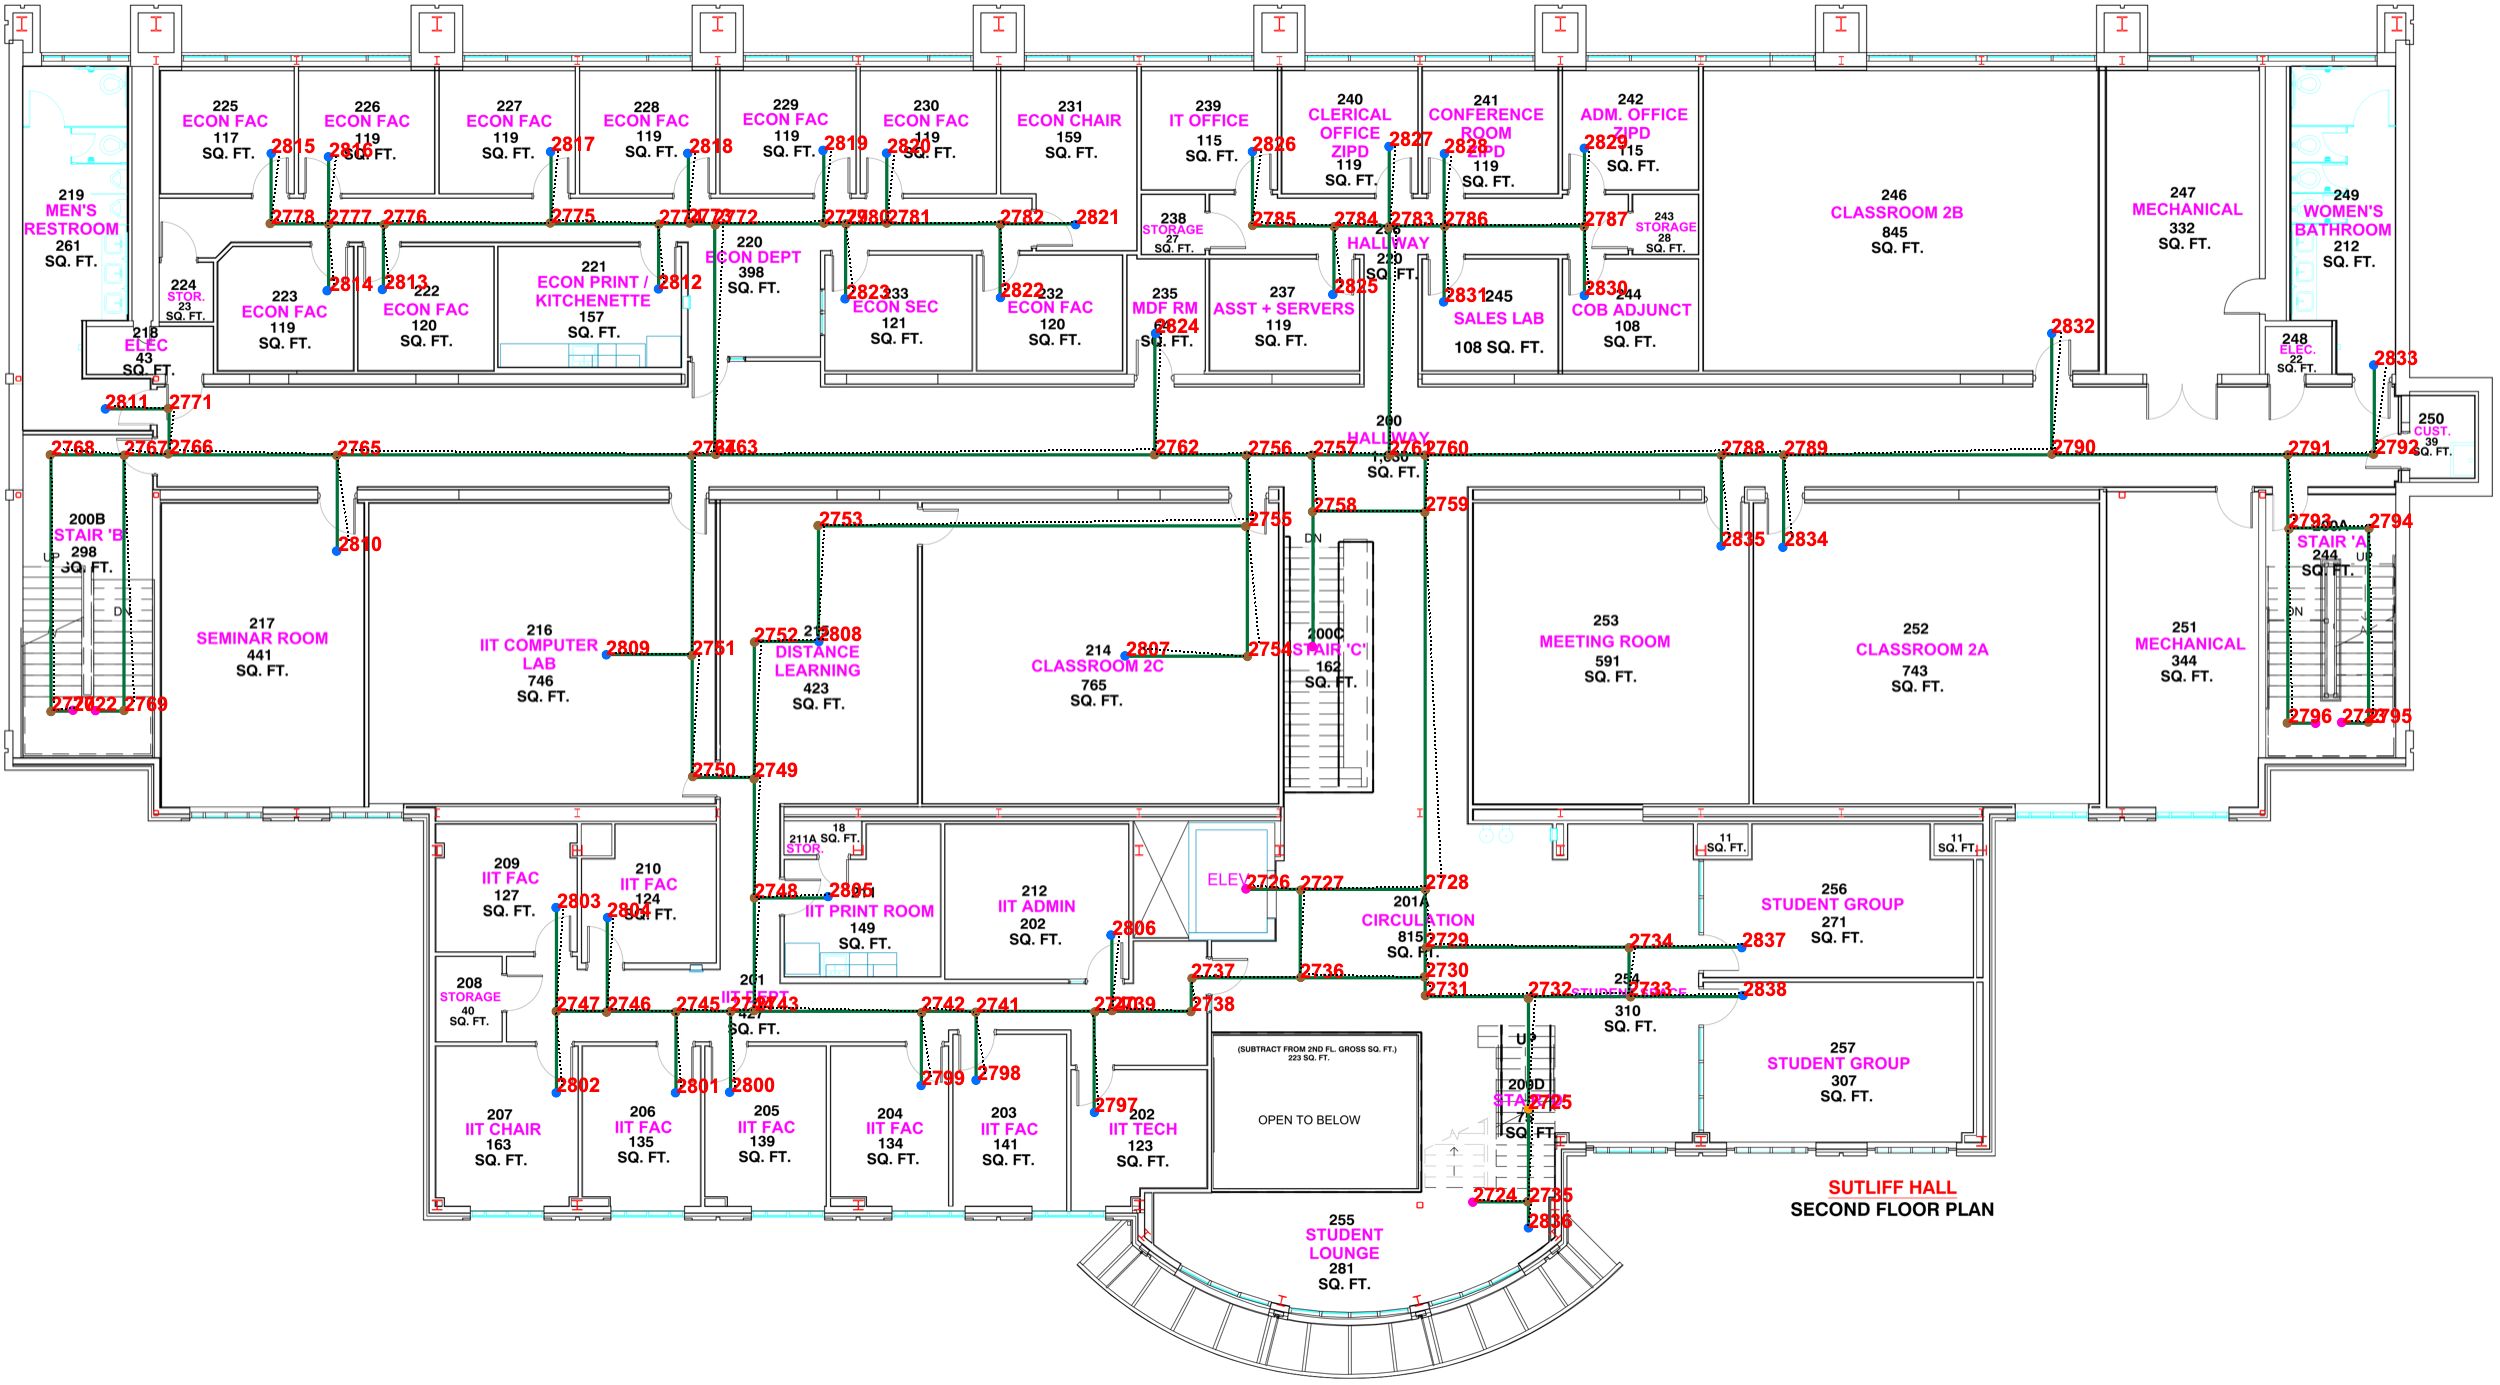 225
ECON FAC
117
SQ. FT.
2815
226
ECON FAC
119
SQ. FT.
2816
227
ECON FAC
119
SQ. FT.
2817
228
ECON FAC
119
SQ. FT.
2818
229
ECON FAC
119
SQ. FT.
2819
230
ECON FAC
119
SQ. FT.
2820
231
ECON CHAIR
159
SQ. FT.
239
IT OFFICE
115
SQ. FT.
2826
240
CLERICAL
OFFICE
ZIPD
119
SQ. FT.
2827
241
CONFERENCE
ROOM
ZIPD
119
SQ. FT.
2828
242
ADM. OFFICE
ZIPD
115
SQ. FT.
2829
246
CLASSROOM 2B
845
SQ. FT.
247
MECHANICAL
332
SQ. FT.
249
WOMEN'S
BATHROOM
212
SQ. FT.
219
MEN'S
RESTROOM
261
SQ. FT.
2778
2777
2776
2775
2774
2773
2772
2779
2780
2781
2782
2821
238
STORAGE
27
SQ. FT.
2785
2784
2783
2786
2787
243
STORAGE
28
SQ. FT.
HALLWAY
220
SQ. FT.
220
ECON DEPT
398
SQ. FT.
224
STOR.
23
SQ. FT.
223
ECON FAC
119
SQ. FT.
2814
222
ECON FAC
120
SQ. FT.
2813
221
ECON PRINT /
KITCHENETTE
157
SQ. FT.
2812
233
ECON SEC
121
SQ. FT.
2823
232
ECON FAC
120
SQ. FT.
2822
235
MDF RM
SQ. FT.
2824
237
ASST + SERVERS
119
SQ. FT.
2825
245
SALES LAB
108 SQ. FT.
2831
244
COB ADJUNCT
108
SQ. FT.
2830
2832
248
ELEC.
22
SQ. FT.
2833
218
ELEC
43
SQ. FT.
2811
2771
250
CUST.
39
SQ. FT.
200
HALLWAY
SQ. FT.
2768
2767
2766
2765
2764
2763
2762
2756
2757
2761
2760
2788
2789
2790
2791
2792
2758
2759
2753
2755
2810
2835
2834
2793
2794
200B
STAIR 'B'
298
SQ. FT.
UP
DN
200A
STAIR 'A'
244
SQ. FT.
UP
DN
DN
217
SEMINAR ROOM
441
SQ. FT.
216
IIT COMPUTER
LAB
746
SQ. FT.
2809
2751
2752
2808
DISTANCE
LEARNING
423
SQ. FT.
214
CLASSROOM 2C
765
SQ. FT.
2807
2754
200C
STAIR 'C'
162
SQ. FT.
253
MEETING ROOM
591
SQ. FT.
252
CLASSROOM 2A
743
SQ. FT.
251
MECHANICAL
344
SQ. FT.
2770
2722
2769
2796
2723
2795
2750
2749
209
IIT FAC
127
SQ. FT.
2803
210
IIT FAC
124
SQ. FT.
2804
18
SQ. FT.
211A
STOR.
2748
2805
211
IIT PRINT ROOM
149
SQ. FT.
212
IIT ADMIN
202
SQ. FT.
2806
ELEV.
2726
2727
2728
201A
CIRCULATION
815
SQ. FT.
2729
2730
2731
2734
2837
11
SQ. FT.
11
SQ. FT.
256
STUDENT GROUP
271
SQ. FT.
208
STORAGE
40
SQ. FT.
201
IIT DEPT
427
SQ. FT.
2747
2746
2745
2744
2743
2742
2741
2740
2739
2738
2737
2736
2732
2733
2838
254
STUDENT SPACE
310
SQ. FT.
257
STUDENT GROUP
307
SQ. FT.
2802
2801
2800
2799
2798
2797
207
IIT CHAIR
163
SQ. FT.
206
IIT FAC
135
SQ. FT.
205
IIT FAC
139
SQ. FT.
204
IIT FAC
134
SQ. FT.
203
IIT FAC
141
SQ. FT.
202
IIT TECH
123
SQ. FT.
(SUBTRACT FROM 2ND FL. GROSS SQ. FT.)
223 SQ. FT.
OPEN TO BELOW
UP
200D
2725
SQ. FT.
2724
2735
2836
255
STUDENT
LOUNGE
281
SQ. FT.
SUTLIFF HALL
SECOND FLOOR PLAN